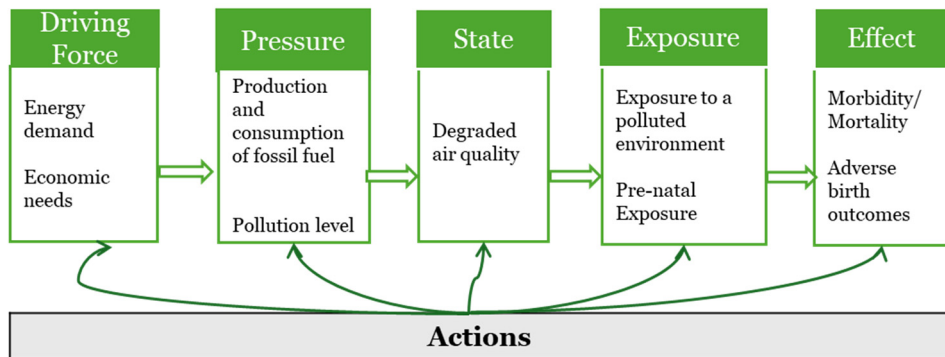 Driving
Force
Pressure
State
Exposure
Effect
Energy
demand
Economic
needs
Production
and
consumption
of fossil fuel
Pollution level
Degraded
air quality
Exposure to a
polluted
environment
Pre-natal
Exposure
Morbidity/
Mortality
Adverse
birth
outcomes
Actions